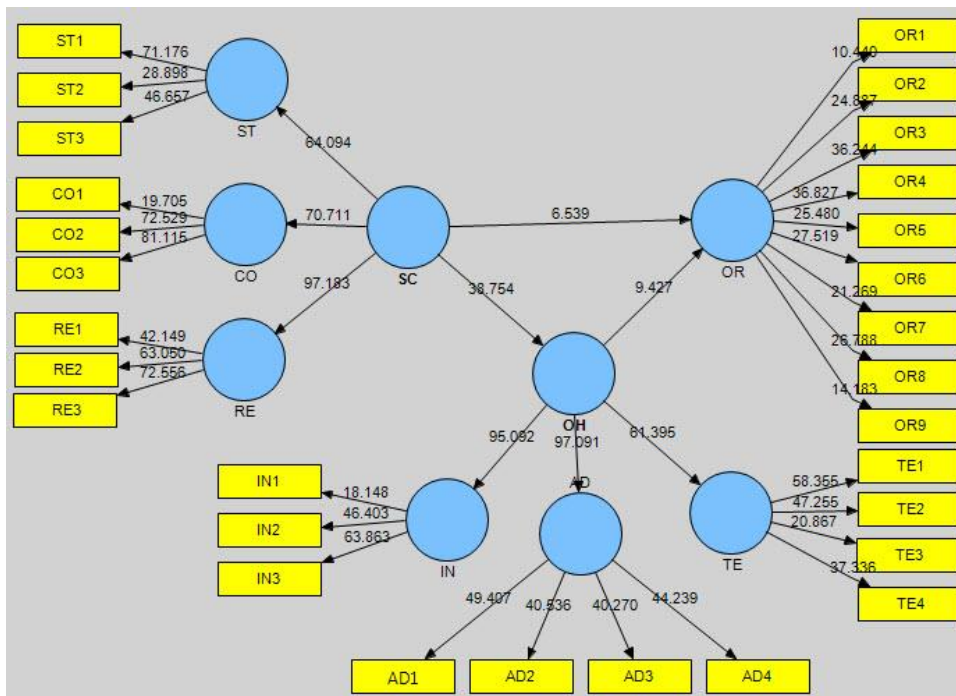 ST1
71.176
ST2
28.898
46.657
ST3
ST
64.094
CO1
19.705
CO2
72.529
81.115
CO3
CO
70.711
SC
97.183
RE1
42.149
RE2
63.050
72.556
RE3
RE
6.539
38.754
9.427
OR
10.440
OR1
24.887
OR2
36.244
OR3
36.827
OR4
25.480
OR5
27.519
OR6
21.269
OR7
26.788
OR8
14.183
OR9
OH
95.092
97.091
61.395
IN1
18.148
IN2
46.403
63.863
IN3
IN
AD
49.407
40.536
40.270
44.239
AD1
AD2
AD3
AD4
TE
58.355
TE1
47.255
TE2
20.867
TE3
37.336
TE4